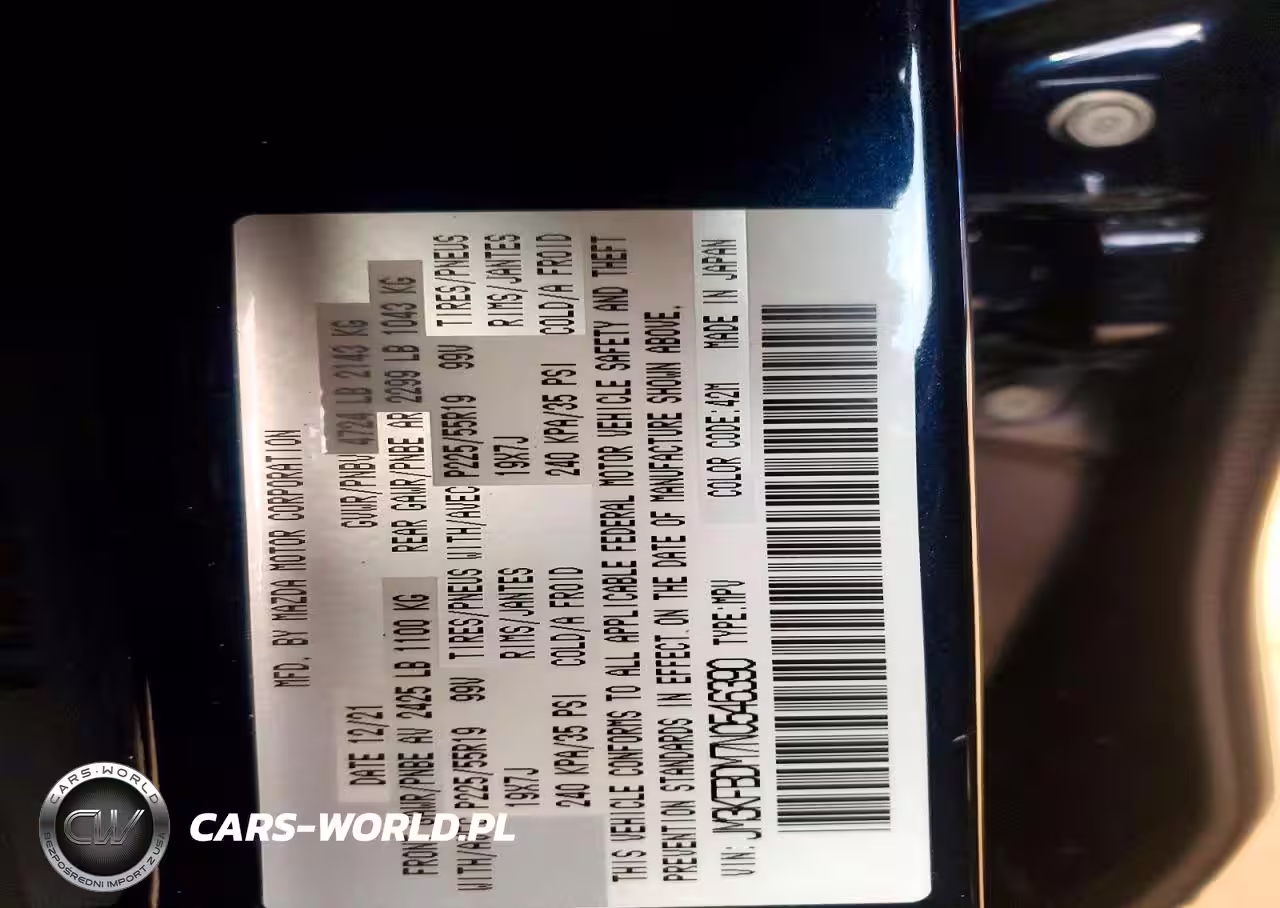 MFD. BY MAZDA MOTOR CORPORATION
DATE 12/21 GVWR/PNBV 4724 LB 2143 KG
FRONT GAWR/PNBE AV 2425 LB 1100 KG REAR GAWR/PNBE AR 2299 LB 1043 KG
WITH/AVEC P225/55R19 99V TIRES/PNEUS WITH/AVEC P225/55R19 99V TIRES/PNEUS
19X7J RIMS/JANTES 19X7J RIMS/JANTES
240 KPA/35 PSI COLD/A FROID 240 KPA/35 PSI COLD/A FROID
THIS VEHICLE CONFORMS TO ALL APPLICABLE FEDERAL MOTOR VEHICLE SAFETY AND THEFT
PREVENTION STANDARDS IN EFFECT ON THE DATE OF MANUFACTURE SHOWN ABOVE.
VIN: JM3KFBDM7N0546390 TYPE:MPV COLOR CODE:42M MADE IN JAPAN
CARS-WORLD
CW
BEZPOŚREDNI IMPORT Z USA
CARS-WORLD.PL